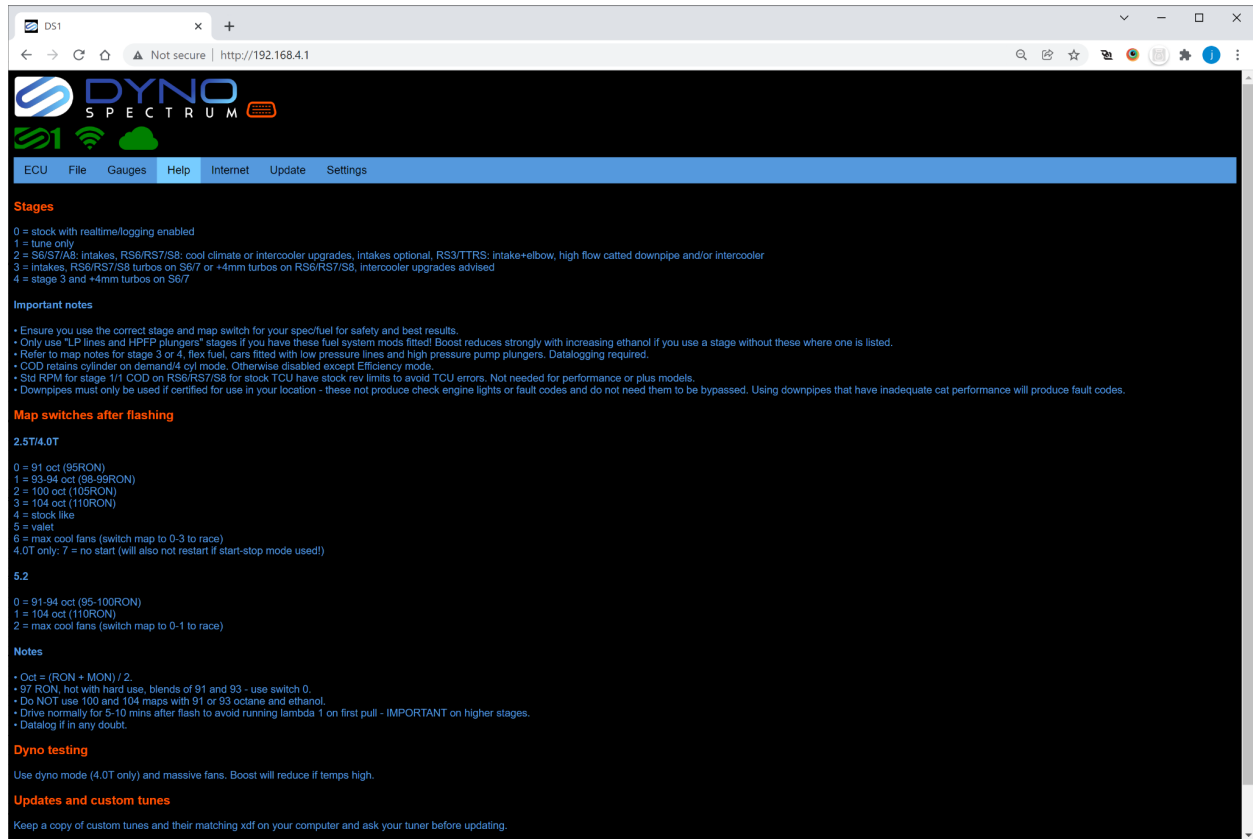 DS1
Not secure | http://192.168.4.1
j
DYNO
SPECTRUM
S1
ECU File Gauges Help Internet Update Settings
Stages
0 = stock with realtime/logging enabled
1 = tune only
2 = S6/S7/A8: intakes, RS6/RS7/S8: cool climate or intercooler upgrades, intakes optional, RS3/TTRS: intake+elbow, high flow catted downpipe and/or intercooler
3 = intakes, RS6/RS7/S8 turbos on S6/7 or +4mm turbos on RS6/RS7/S8, intercooler upgrades advised
4 = stage 3 and +4mm turbos on S6/7
Important notes
• Ensure you use the correct stage and map switch for your spec/fuel for safety and best results.
• Only use "LP lines and HPFP plungers" stages if you have these fuel system mods fitted! Boost reduces strongly with increasing ethanol if you use a stage without these where one is listed.
• Refer to map notes for stage 3 or 4, flex fuel, cars fitted with low pressure lines and high pressure pump plungers. Datalogging required.
• COD retains cylinder on demand/4 cyl mode. Otherwise disabled except Efficiency mode.
• Std RPM for stage 1/1 COD on RS6/RS7/S8 for stock TCU have stock rev limits to avoid TCU errors. Not needed for performance or plus models.
• Downpipes must only be used if certified for use in your location - these not produce check engine lights or fault codes and do not need them to be bypassed. Using downpipes that have inadequate cat performance will produce fault codes.
Map switches after flashing
2.5T/4.0T
0 = 91 oct (95RON)
1 = 93-94 oct (98-99RON)
2 = 100 oct (105RON)
3 = 104 oct (110RON)
4 = stock like
5 = valet
6 = max cool fans (switch map to 0-3 to race)
4.0T only: 7 = no start (will also not restart if start-stop mode used!)
5.2
0 = 91-94 oct (95-100RON)
1 = 104 oct (110RON)
2 = max cool fans (switch map to 0-1 to race)
Notes
• Oct = (RON + MON) / 2.
• 97 RON, hot with hard use, blends of 91 and 93 - use switch 0.
• Do NOT use 100 and 104 maps with 91 or 93 octane and ethanol.
• Drive normally for 5-10 mins after flash to avoid running lambda 1 on first pull - IMPORTANT on higher stages.
• Datalog if in any doubt.
Dyno testing
Use dyno mode (4.0T only) and massive fans. Boost will reduce if temps high.
Updates and custom tunes
Keep a copy of custom tunes and their matching xdf on your computer and ask your tuner before updating.